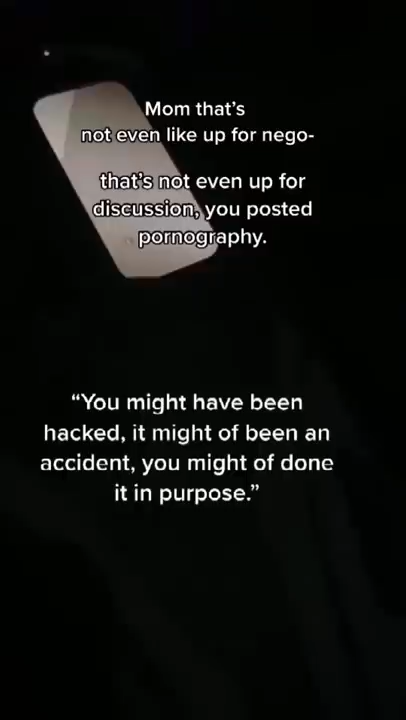 Mom that's
not even like up for nego-
that's not even up for
discussion, you posted
pornography.
“You might have been
hacked, it might of been an
accident, you might of done
it in purpose.”